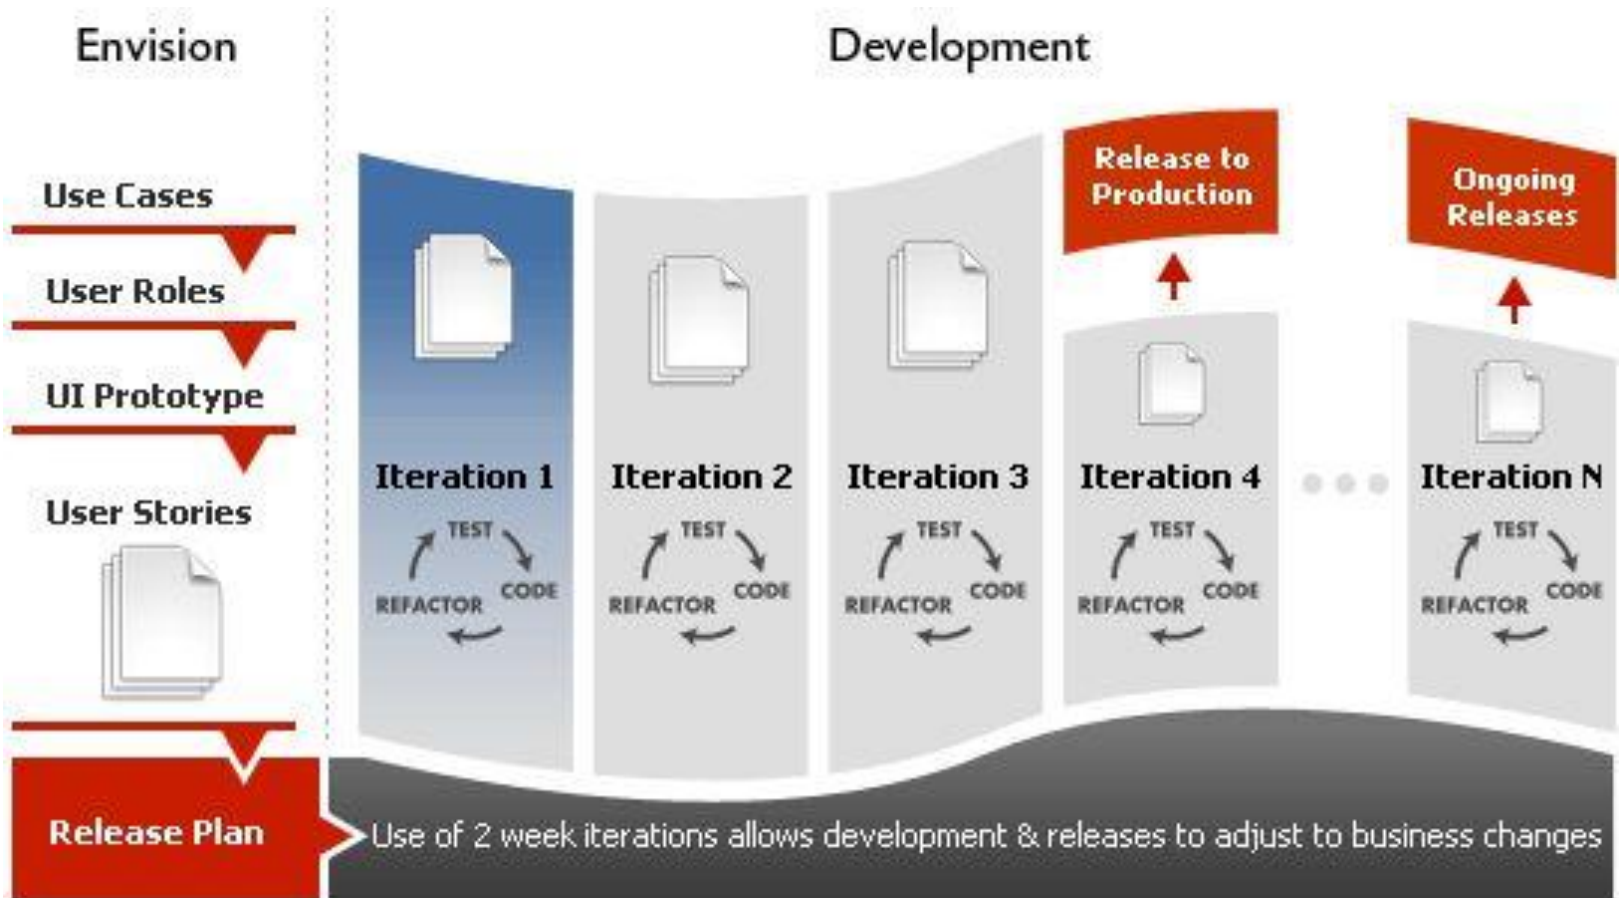 Envision
Development
Use Cases
User Roles
UI Prototype
User Stories
Release Plan
Release to
Production
Ongoing
Releases
Iteration 1
TEST
CODE
REFACTOR
Iteration 2
TEST
CODE
REFACTOR
Iteration 3
TEST
CODE
REFACTOR
Iteration 4
TEST
CODE
REFACTOR
Iteration N
TEST
CODE
REFACTOR
Use of 2 week iterations allows development & releases to adjust to business changes